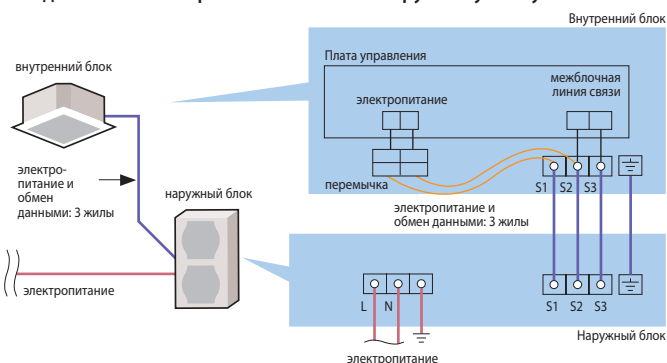 Внутренний блок
внутренний блок
электро-
питание и
обмен
данными: 3 жилы
наружный блок
электропитание
Плата управления
электропитание
межблочная
линия связи
перемычка
S1 S2 S3
электропитание и
обмен данными: 3 жилы
L N
S1 S2 S3
Наружный блок
электропитание